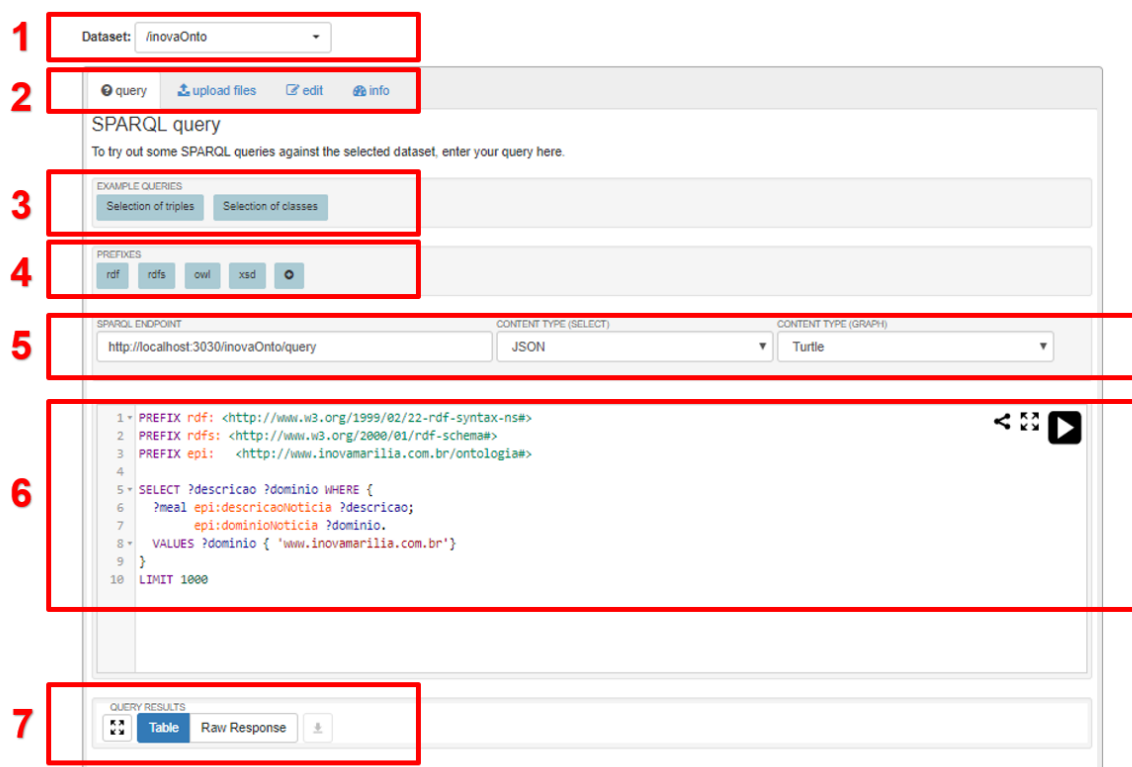 1
Dataset: /inovaOnto
2
query upload files edit info
SPARQL query
To try out some SPARQL queries against the selected dataset, enter your query here.
3
EXAMPLE QUERIES
Selection of triples Selection of classes
4
PREFIXES
rdf rdfs owl xsd
5
SPARQL ENDPOINT CONTENT TYPE (SELECT) CONTENT TYPE (GRAPH)
http://localhost:3030/inovaOnto/query JSON Turtle
6
1 PREFIX rdf: <http://www.w3.org/1999/02/22-rdf-syntax-ns#>
2 PREFIX rdfs: <http://www.w3.org/2000/01/rdf-schema#>
3 PREFIX epi: <http://www.inovamarilia.com.br/ontologia#>
4
5 SELECT ?descricao ?dominio WHERE {
6 ?meal epi:descricaoNoticia ?descricao;
7 epi:dominioNoticia ?dominio.
8 VALUES ?dominio { 'www.inovamarilia.com.br'}
9 }
10 LIMIT 1000
7
QUERY RESULTS
Table Raw Response